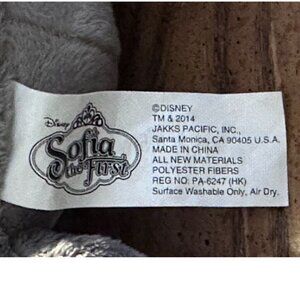 Disney
Sofia
the First
©DISNEY
TM & 2014
JAKKS PACIFIC, INC.,
Santa Monica, CA 90405 U.S.A.
MADE IN CHINA
ALL NEW MATERIALS
POLYESTER FIBERS
REG NO: PA-6247 (HK)
Surface Washable Only, Air Dry.